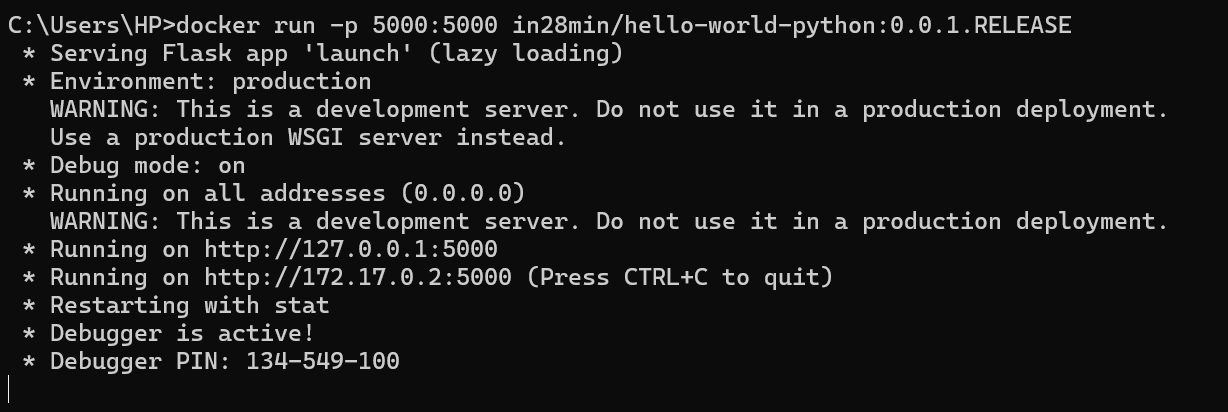 C:\Users\HP>docker run -p 5000:5000 in28min/hello-world-python:0.0.1.RELEASE
* Serving Flask app 'launch' (lazy loading)
* Environment: production
WARNING: This is a development server. Do not use it in a production deployment.
Use a production WSGI server instead.
* Debug mode: on
* Running on all addresses (0.0.0.0)
WARNING: This is a development server. Do not use it in a production deployment.
* Running on http://127.0.0.1:5000
* Running on http://172.17.0.2:5000 (Press CTRL+C to quit)
* Restarting with stat
* Debugger is active!
* Debugger PIN: 134-549-100